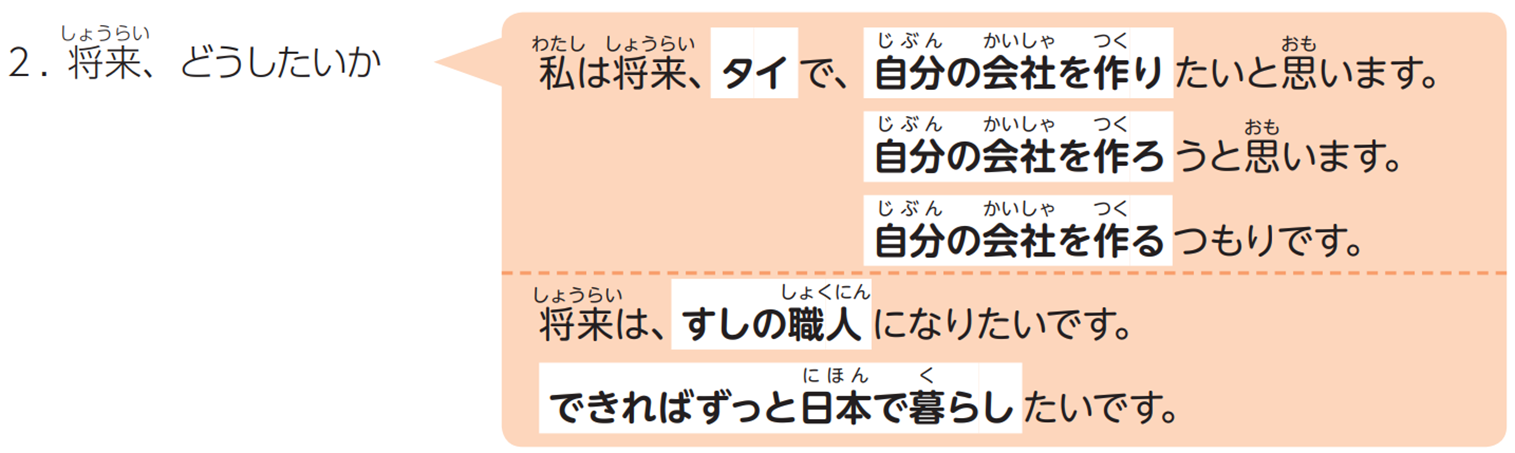 しょうらい
2. 将来、どうしたいか
わたし しょうらい じぶん かいしゃ つく おも
私は将来、タイで、自分の会社を作りたいと思います。
じぶん かいしゃ つく おも
自分の会社を作ろうと思います。
じぶん かいしゃ つく
自分の会社を作るつもりです。
しょうらい しょくにん
将来は、すしの職人になりたいです。
にほん く
できればずっと日本で暮らしたいです。